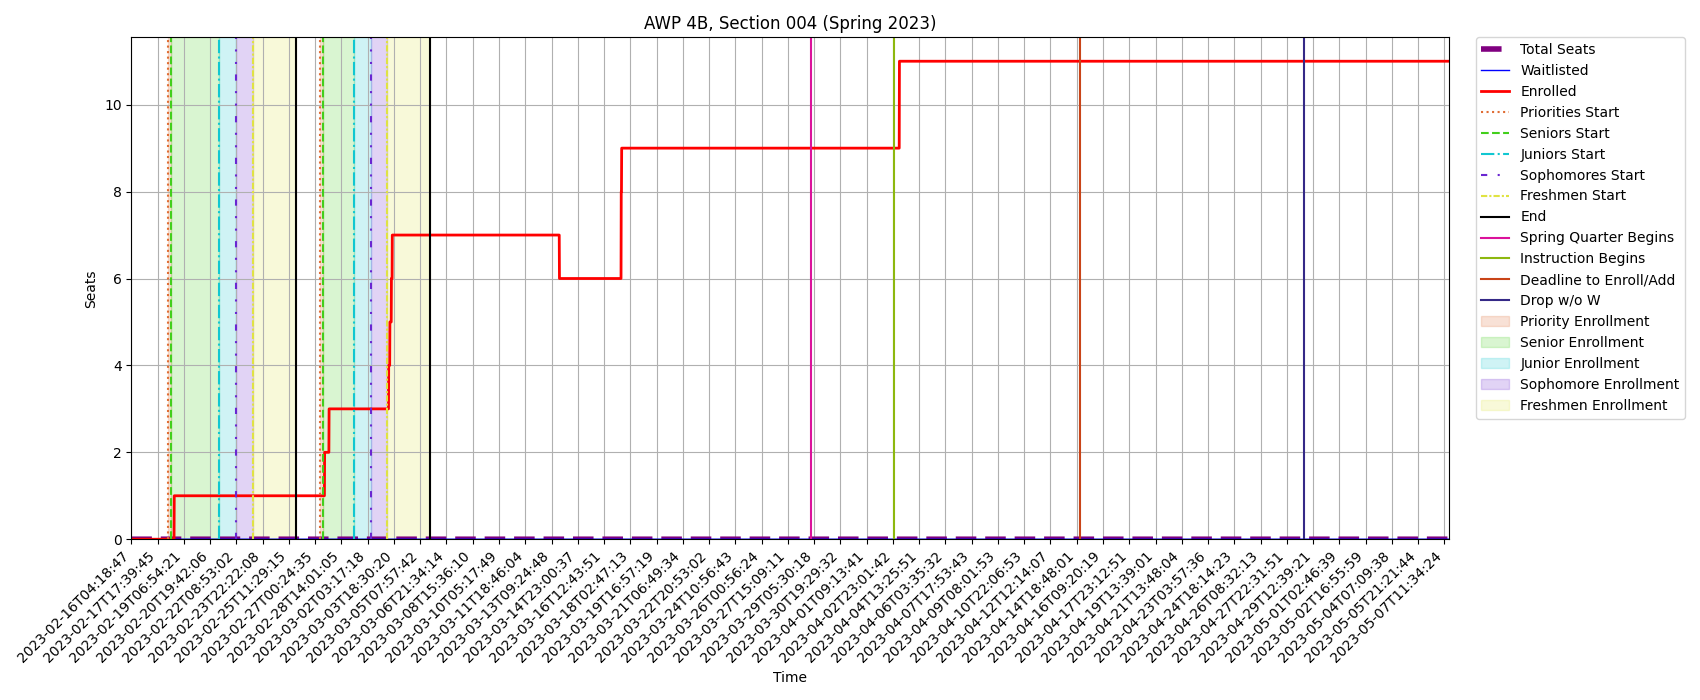 AWP 4B, Section 004 (Spring 2023)
Seats
10
8
6
4
2
0
2023-02-16T04:18:47
2023-02-17T17:39:45
2023-02-19T06:54:21
2023-02-20T19:42:06
2023-02-22T08:53:02
2023-02-23T22:22:08
2023-02-25T11:29:15
2023-02-27T00:24:35
2023-02-28T14:01:05
2023-03-02T03:17:18
2023-03-03T18:30:20
2023-03-05T07:57:42
2023-03-06T21:34:14
2023-03-08T15:36:10
2023-03-10T05:17:49
2023-03-11T18:46:04
2023-03-13T09:24:48
2023-03-14T23:00:37
2023-03-16T12:43:51
2023-03-18T02:47:13
2023-03-19T16:57:19
2023-03-21T06:49:34
2023-03-22T20:53:02
2023-03-24T10:56:43
2023-03-26T00:56:24
2023-03-27T15:09:11
2023-03-29T05:30:18
2023-03-30T19:29:32
2023-04-01T09:13:41
2023-04-02T23:01:42
2023-04-04T13:25:51
2023-04-06T03:35:32
2023-04-07T17:53:43
2023-04-09T08:01:53
2023-04-10T22:06:53
2023-04-12T12:14:07
2023-04-14T18:48:01
2023-04-16T09:20:19
2023-04-17T23:12:51
2023-04-19T13:39:01
2023-04-21T13:48:04
2023-04-23T03:57:36
2023-04-24T18:14:23
2023-04-26T08:32:13
2023-04-27T22:31:51
2023-04-29T12:39:21
2023-05-01T02:46:39
2023-05-02T16:55:59
2023-05-04T07:09:38
2023-05-05T21:21:44
2023-05-07T11:34:24
Time
Total Seats
Waitlisted
Enrolled
Priorities Start
Seniors Start
Juniors Start
Sophomores Start
Freshmen Start
End
Spring Quarter Begins
Instruction Begins
Deadline to Enroll/Add
Drop w/o W
Priority Enrollment
Senior Enrollment
Junior Enrollment
Sophomore Enrollment
Freshmen Enrollment